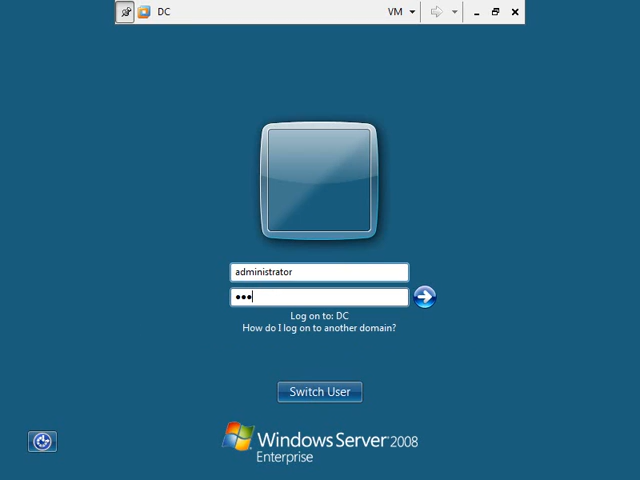 DC
VM
administrator
●●●
Log on to: DC
How do I log on to another domain?
Switch User
Windows Server 2008
Enterprise